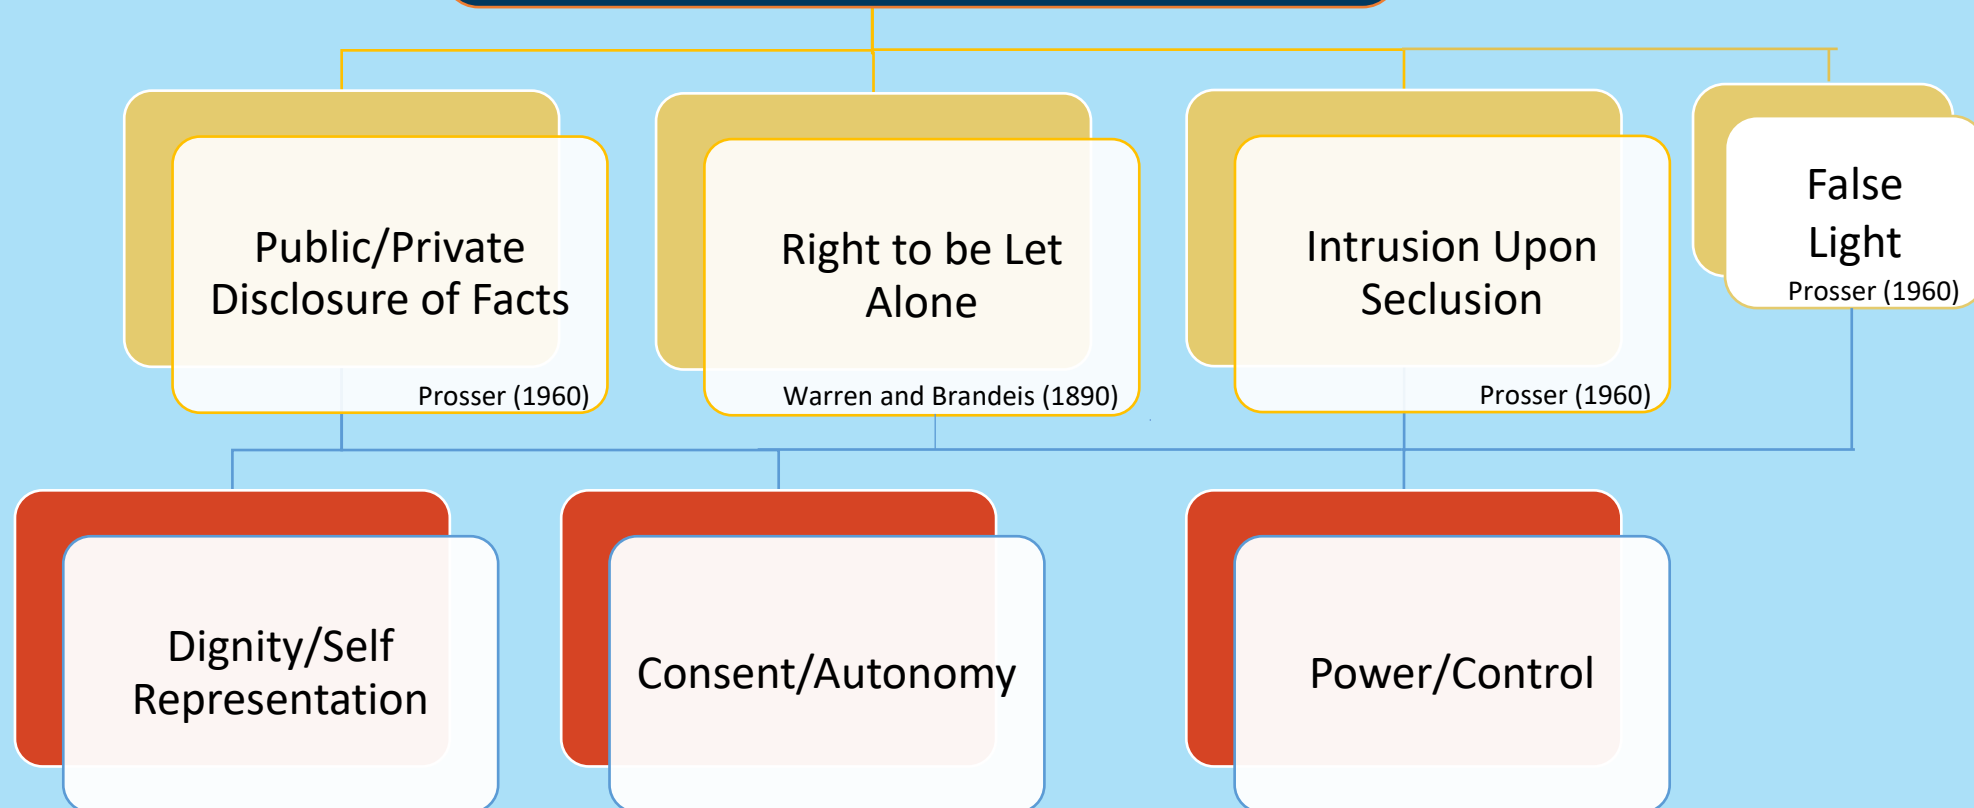 Public/Private
Disclosure of Facts
Prosser (1960)
Right to be Let
Alone
Warren and Brandeis (1890)
Intrusion Upon
Seclusion
Prosser (1960)
False
Light
Prosser (1960)
Dignity/Self
Representation
Consent/Autonomy
Power/Control